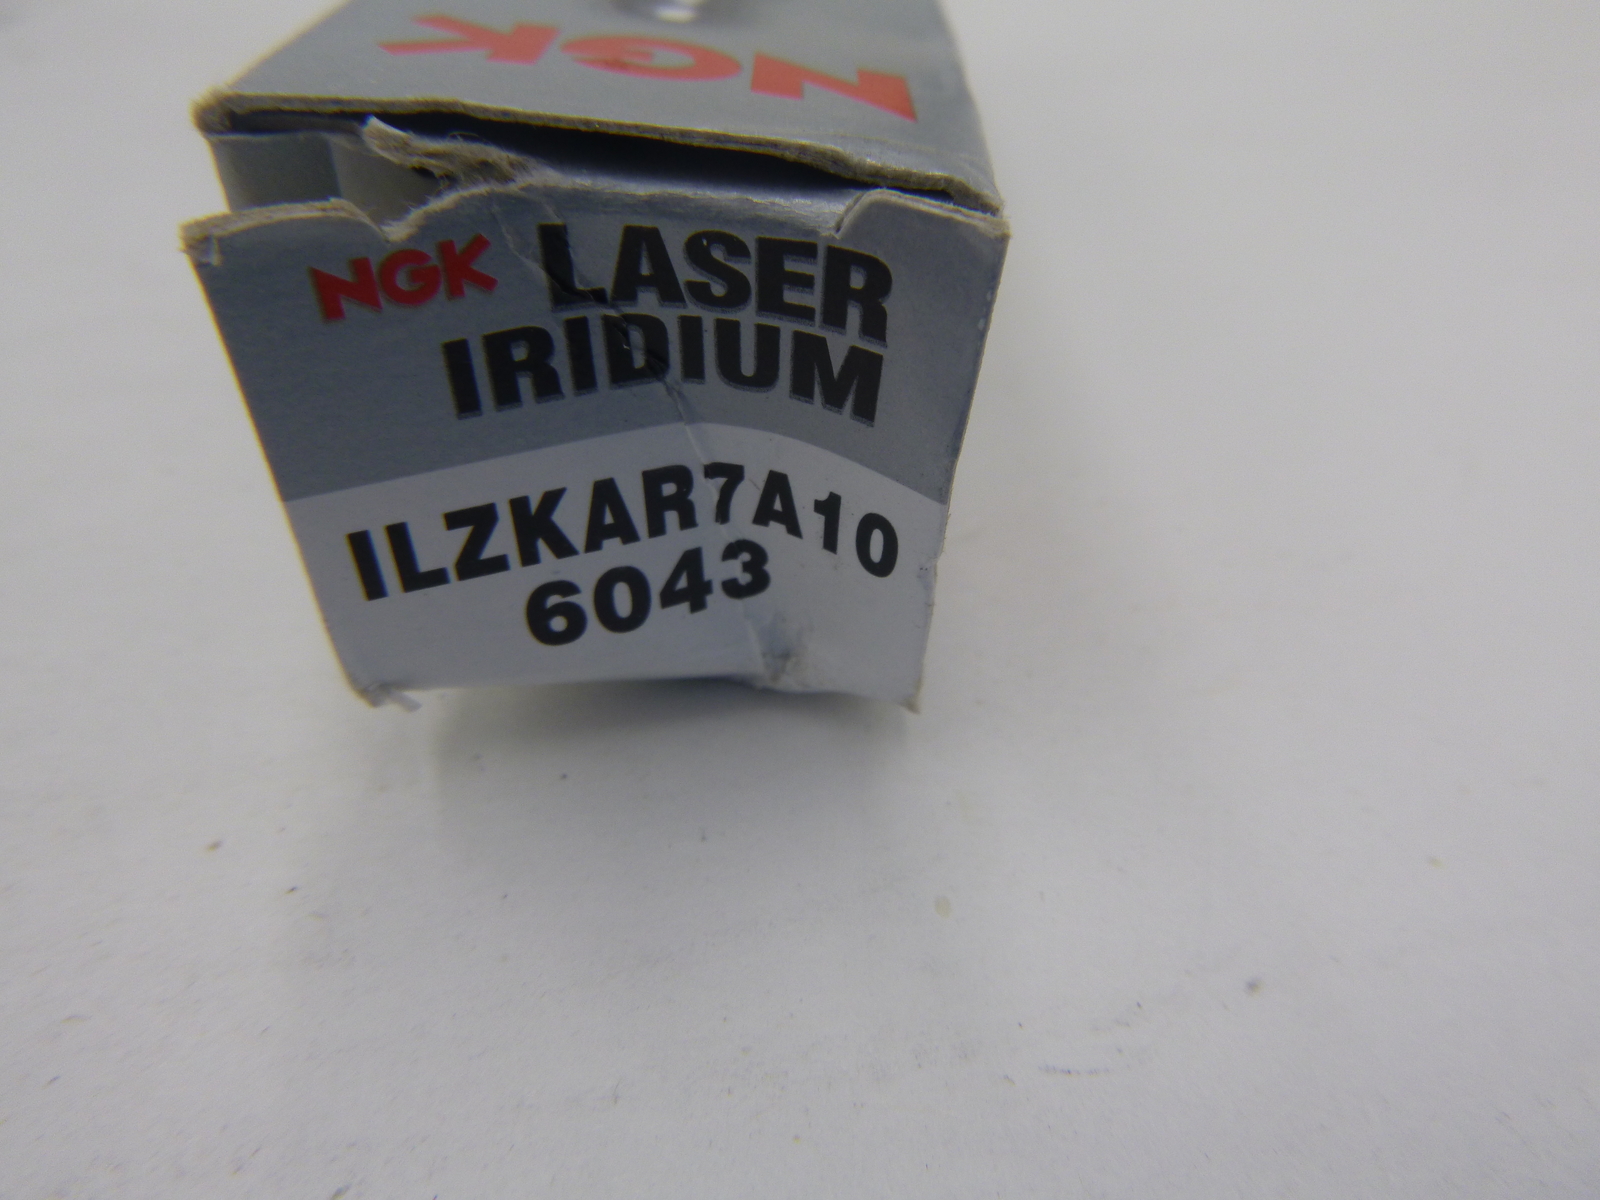 NGK
NGK LASER
IRIDIUM
ILZKAR7A10
6043